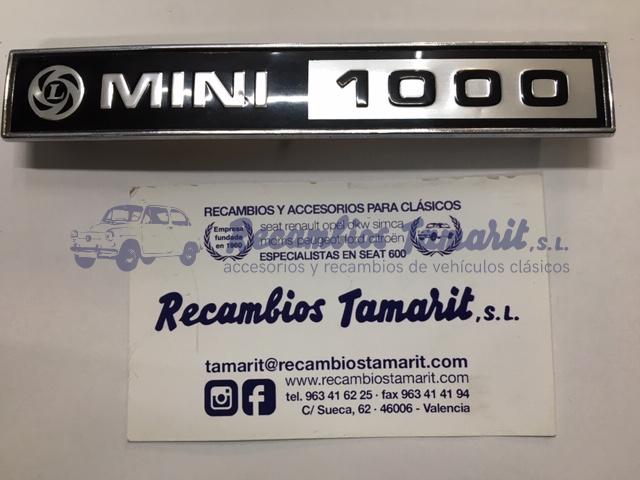 L MINI 1000
RECAMBIOS Y ACCESORIOS PARA CLÁSICOS
Empresa
fundada
en 1960
seat renault opel dkw simca
mcms peugeot ford citroën
ESPECIALISTAS EN SEAT 600
Recambios Tamarit, S.L.
accesorios y recambios de vehículos clásicos
Recambios Tamarit, S.L.
tamarit@recambiostamarit.com
www.recambiostamarit.com
tel. 963 41 62 25 · fax 963 41 41 94
C/ Sueca, 62 · 46006 - Valencia